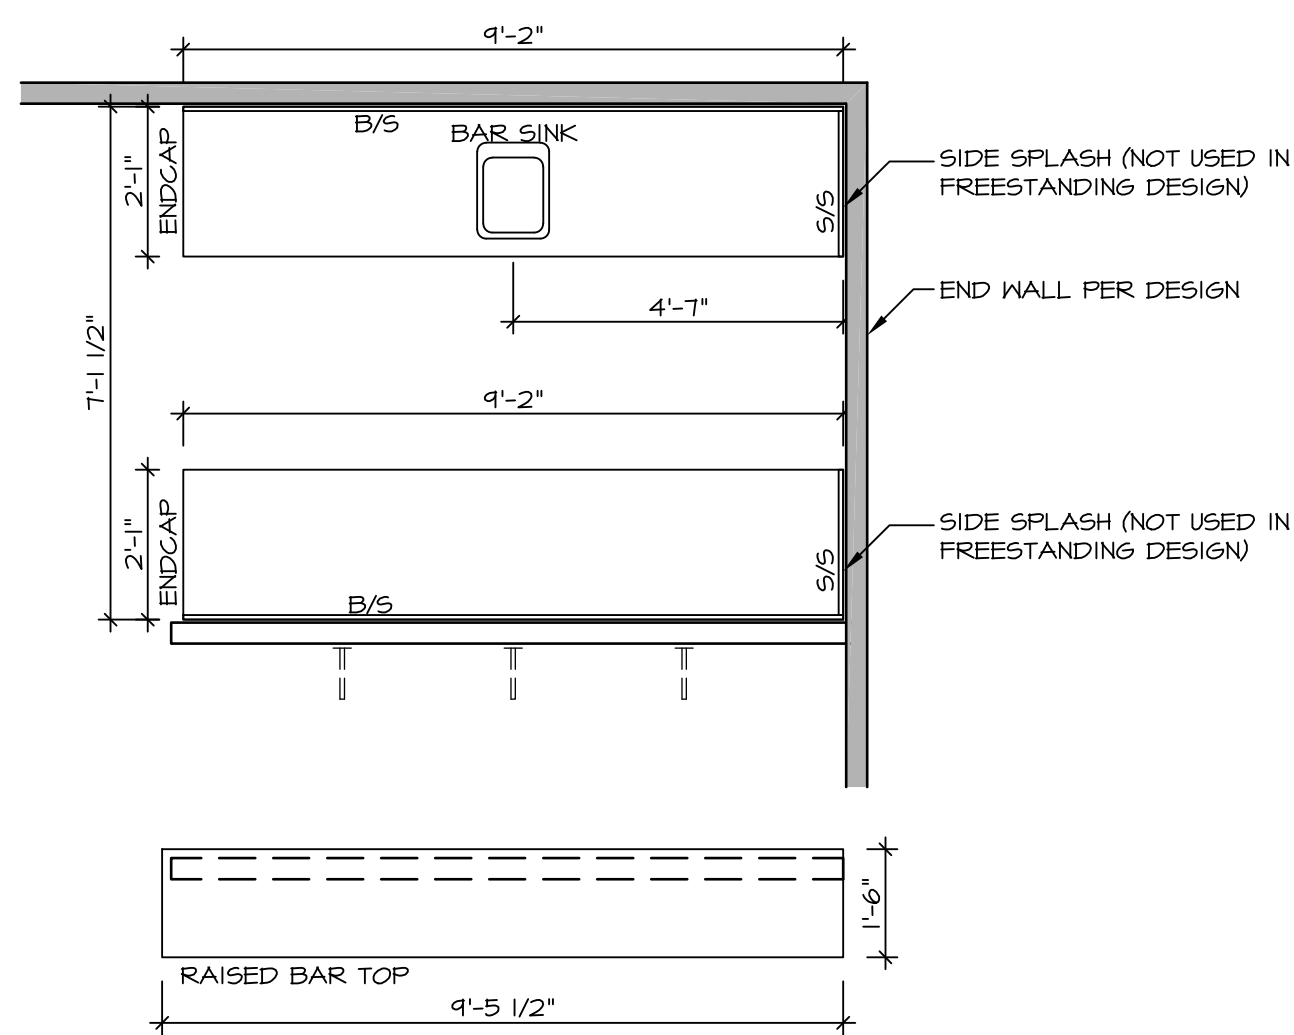 9'-2"
B/S
BAR SINK
2'-1"
ENDCAP
S/S
SIDE SPLASH (NOT USED IN
FREESTANDING DESIGN)
END WALL PER DESIGN
4'-7"
7'-1 1/2"
9'-2"
2'-1"
ENDCAP
S/S
SIDE SPLASH (NOT USED IN
FREESTANDING DESIGN)
B/S
1'-6"
RAISED BAR TOP
9'-5 1/2"